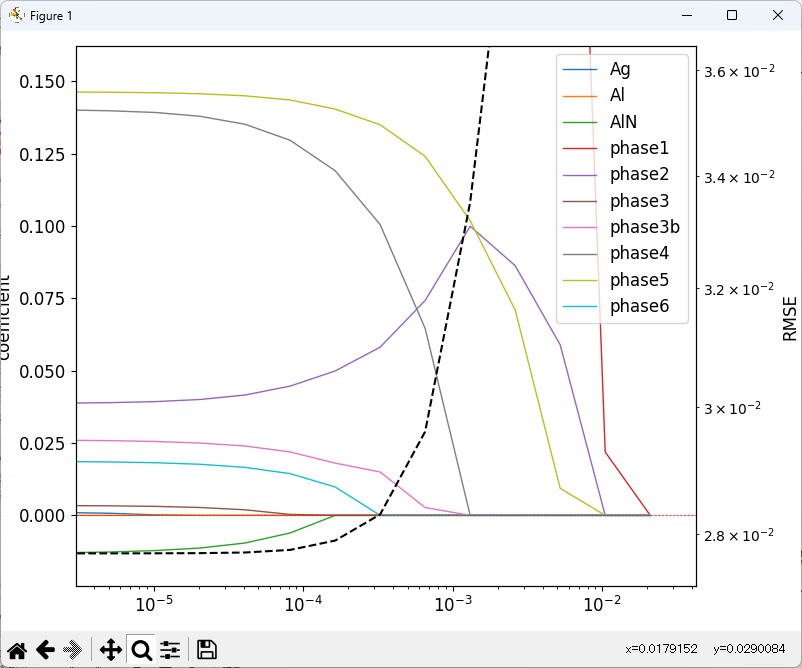 Figure 1
0.150
0.125
0.100
0.075
0.050
0.025
0.000
coefficient
10⁻⁵
10⁻⁴
10⁻³
10⁻²
3.6 × 10⁻²
3.4 × 10⁻²
3.2 × 10⁻²
3 × 10⁻²
2.8 × 10⁻²
RMSE
Ag
Al
AlN
phase1
phase2
phase3
phase3b
phase4
phase5
phase6
x=0.0179152 y=0.0290084